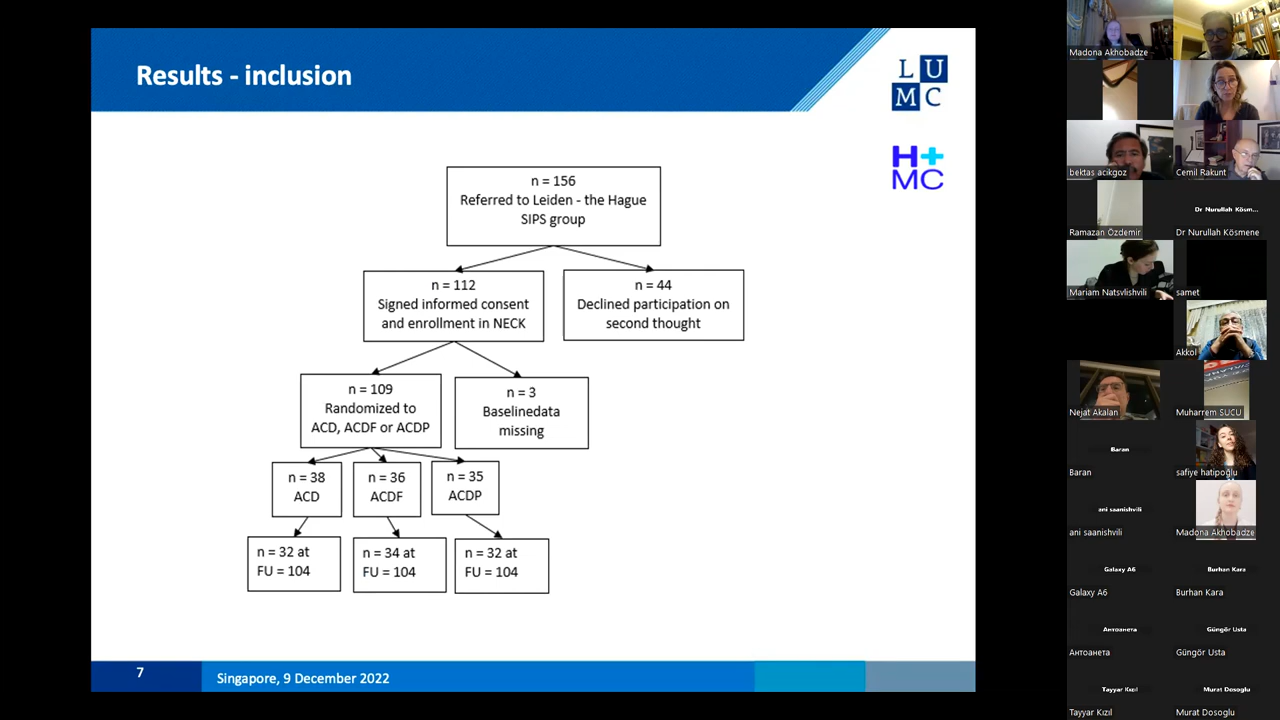 Results - inclusion
L U
M C
H+
MC
n = 156
Referred to Leiden - the Hague
SIPS group
n = 112
Signed informed consent
and enrollment in NECK
n = 44
Declined participation on
second thought
n = 109
Randomized to
ACD, ACDF or ACDP
n = 3
Baselinedata
missing
n = 38
ACD
n = 36
ACDF
n = 35
ACDP
n = 32 at
FU = 104
n = 34 at
FU = 104
n = 32 at
FU = 104
7
Singapore, 9 December 2022
Madona Akhobadze
bektas acikgoz
Cemil Rakunt
Ramazan Özdemir
Dr Nurullah Kösm...
Dr Nurullah Kösmene
Mariam Natsvlishvili
samet
Akkol
Nejat Akalan
Muharrem SUCU
Baran
Baran
safiye hatipoğlu
ani saanishvili
ani saanishvili
Madona Akhobadze
Galaxy A6
Galaxy A6
Burhan Kara
Burhan Kara
Антоанета
Антоанета
Güngör Usta
Güngör Usta
Tayyar Kızıl
Tayyar Kızıl
Murat Dosoglu
Murat Dosoglu